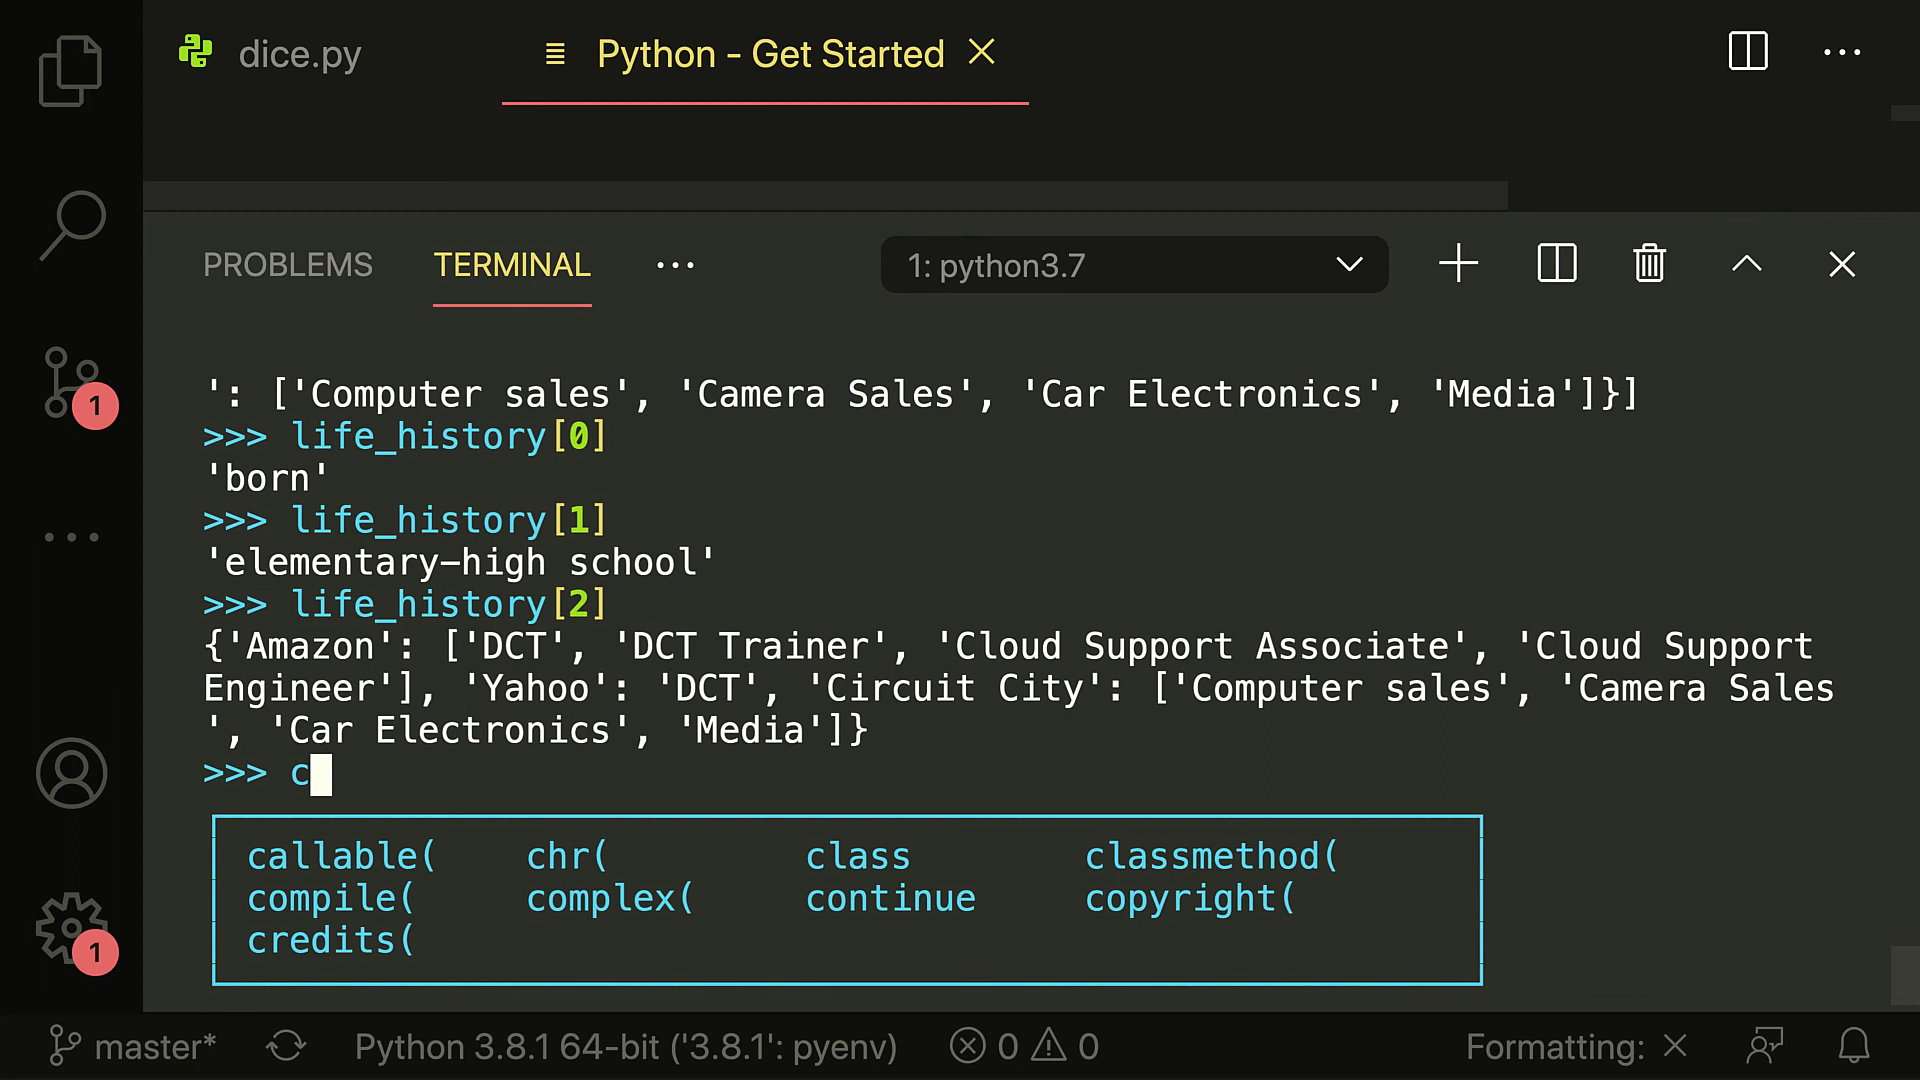 dice.py
Python - Get Started
PROBLEMS TERMINAL ... 1: python3.7
': ['Computer sales', 'Camera Sales', 'Car Electronics', 'Media']}]
>>> life_history[0]
'born'
>>> life_history[1]
'elementary-high school'
>>> life_history[2]
{'Amazon': ['DCT', 'DCT Trainer', 'Cloud Support Associate', 'Cloud Support
Engineer'], 'Yahoo': 'DCT', 'Circuit City': ['Computer sales', 'Camera Sales
', 'Car Electronics', 'Media']}
>>> c
callable( chr( class classmethod(
compile( complex( continue copyright(
credits(
1
1
master* Python 3.8.1 64-bit ('3.8.1': pyenv) 0 0 Formatting: